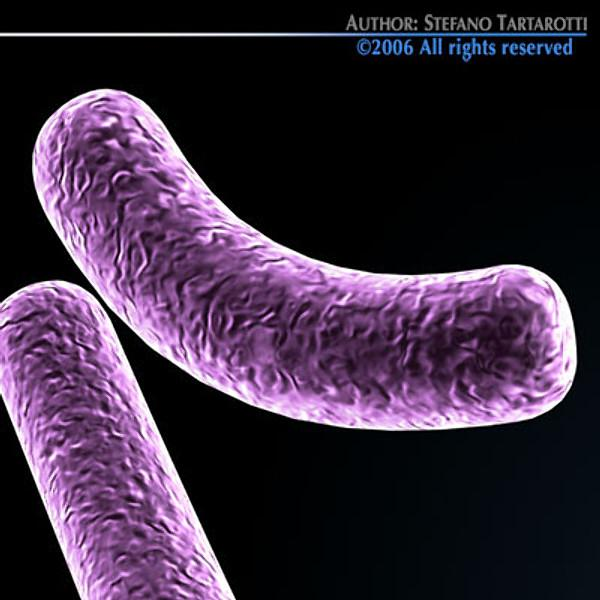 AUTHOR: STEFANO TARTAROTTI
©2006 All rights reserved